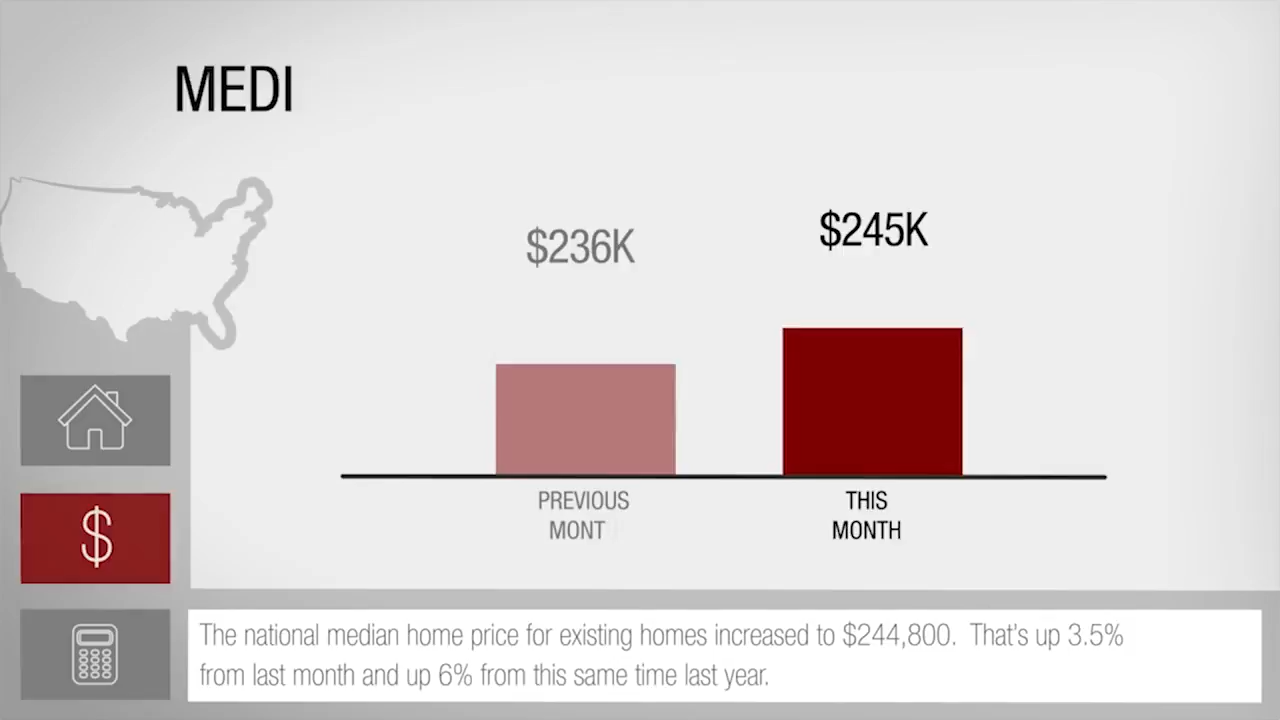 MEDI
$236K
$245K
PREVIOUS
MONT
THIS
MONTH
$
The national median home price for existing homes increased to $244,800. That's up 3.5%
from last month and up 6% from this same time last year.